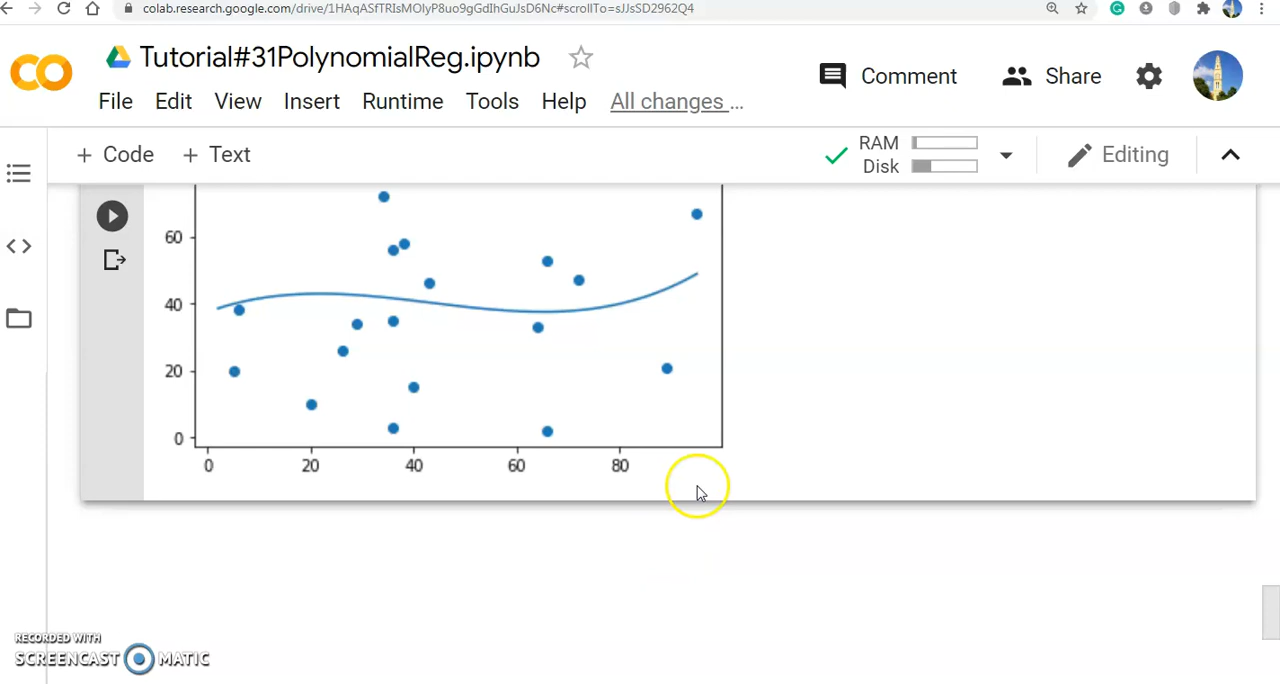 colab.research.google.com/drive/1HAqASfTRIsMOIyP8uo9gGdIhGuJsD6Nc#scrollTo=sJJsSD2962Q4
Tutorial#31PolynomialReg.ipynb
Comment
Share
File Edit View Insert Runtime Tools Help All changes ...
+ Code + Text
RAM
Disk
Editing
60
40
20
0
0 20 40 60 80
RECORDED WITH
SCREENCAST MATIC